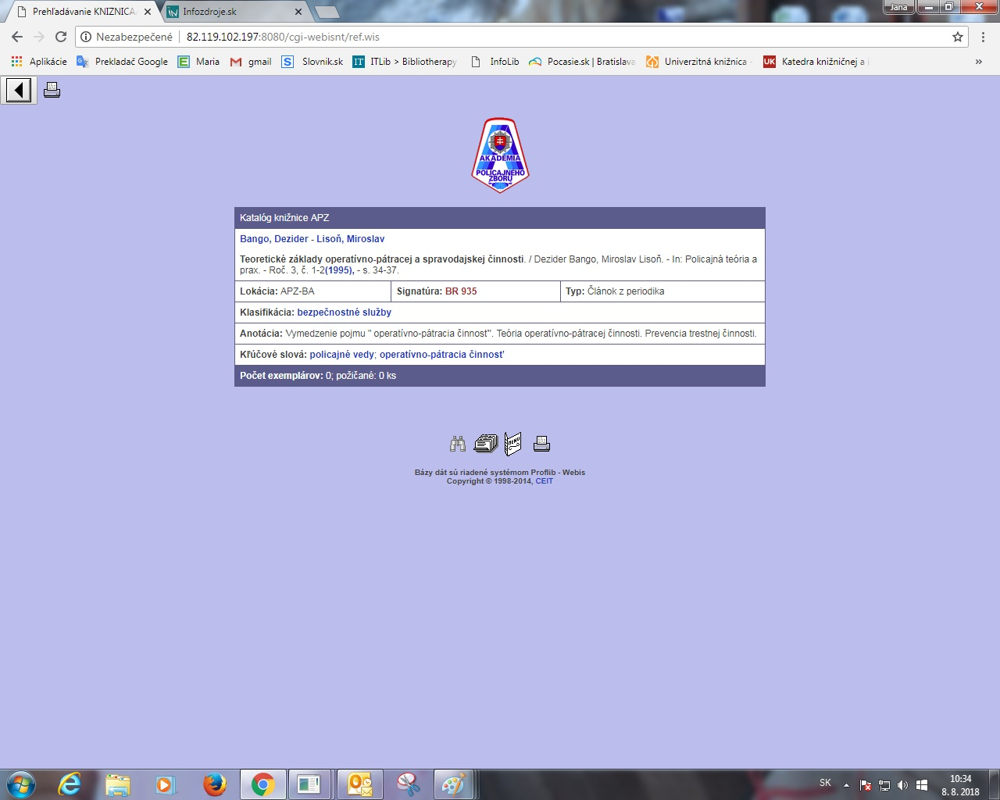 Prehľadávanie KNIZNICA
Infozdroje.sk
Jana
Nezabezpečené
82.119.102.197:8080/cgi-webisnt/ref.wis
Aplikácie
Prekladač Google
Maria
gmail
Slovnik.sk
ITLib > Bibliotherapy
InfoLib
Pocasie.sk | Bratislava
Univerzitná knižnica -
Katedra knižničnej a i
AKADÉMIA
POLICAJNÉHO
ZBORU
Katalóg knižnice APZ
Bango, Dezider - Lisoň, Miroslav
Teoretické základy operatívno-pátracej a spravodajskej činnosti. / Dezider Bango, Miroslav Lisoň. - In: Policajná teória a
prax. - Roč. 3, č. 1-2(1995), - s. 34-37.
Lokácia: APZ-BA
Signatúra: BR 935
Typ: Článok z periodika
Klasifikácia: bezpečnostné služby
Anotácia: Vymedzenie pojmu " operatívno-pátracia činnosť". Teória operatívno-pátracej činnosti. Prevencia trestnej činnosti.
Kľúčové slová: policajné vedy; operatívno-pátracia činnosť
Počet exemplárov: 0; požičané: 0 ks
MENU
Bázy dát sú riadené systémom Proflib - Webis
Copyright © 1998-2014, CEIT
SK
10:34
8. 8. 2018